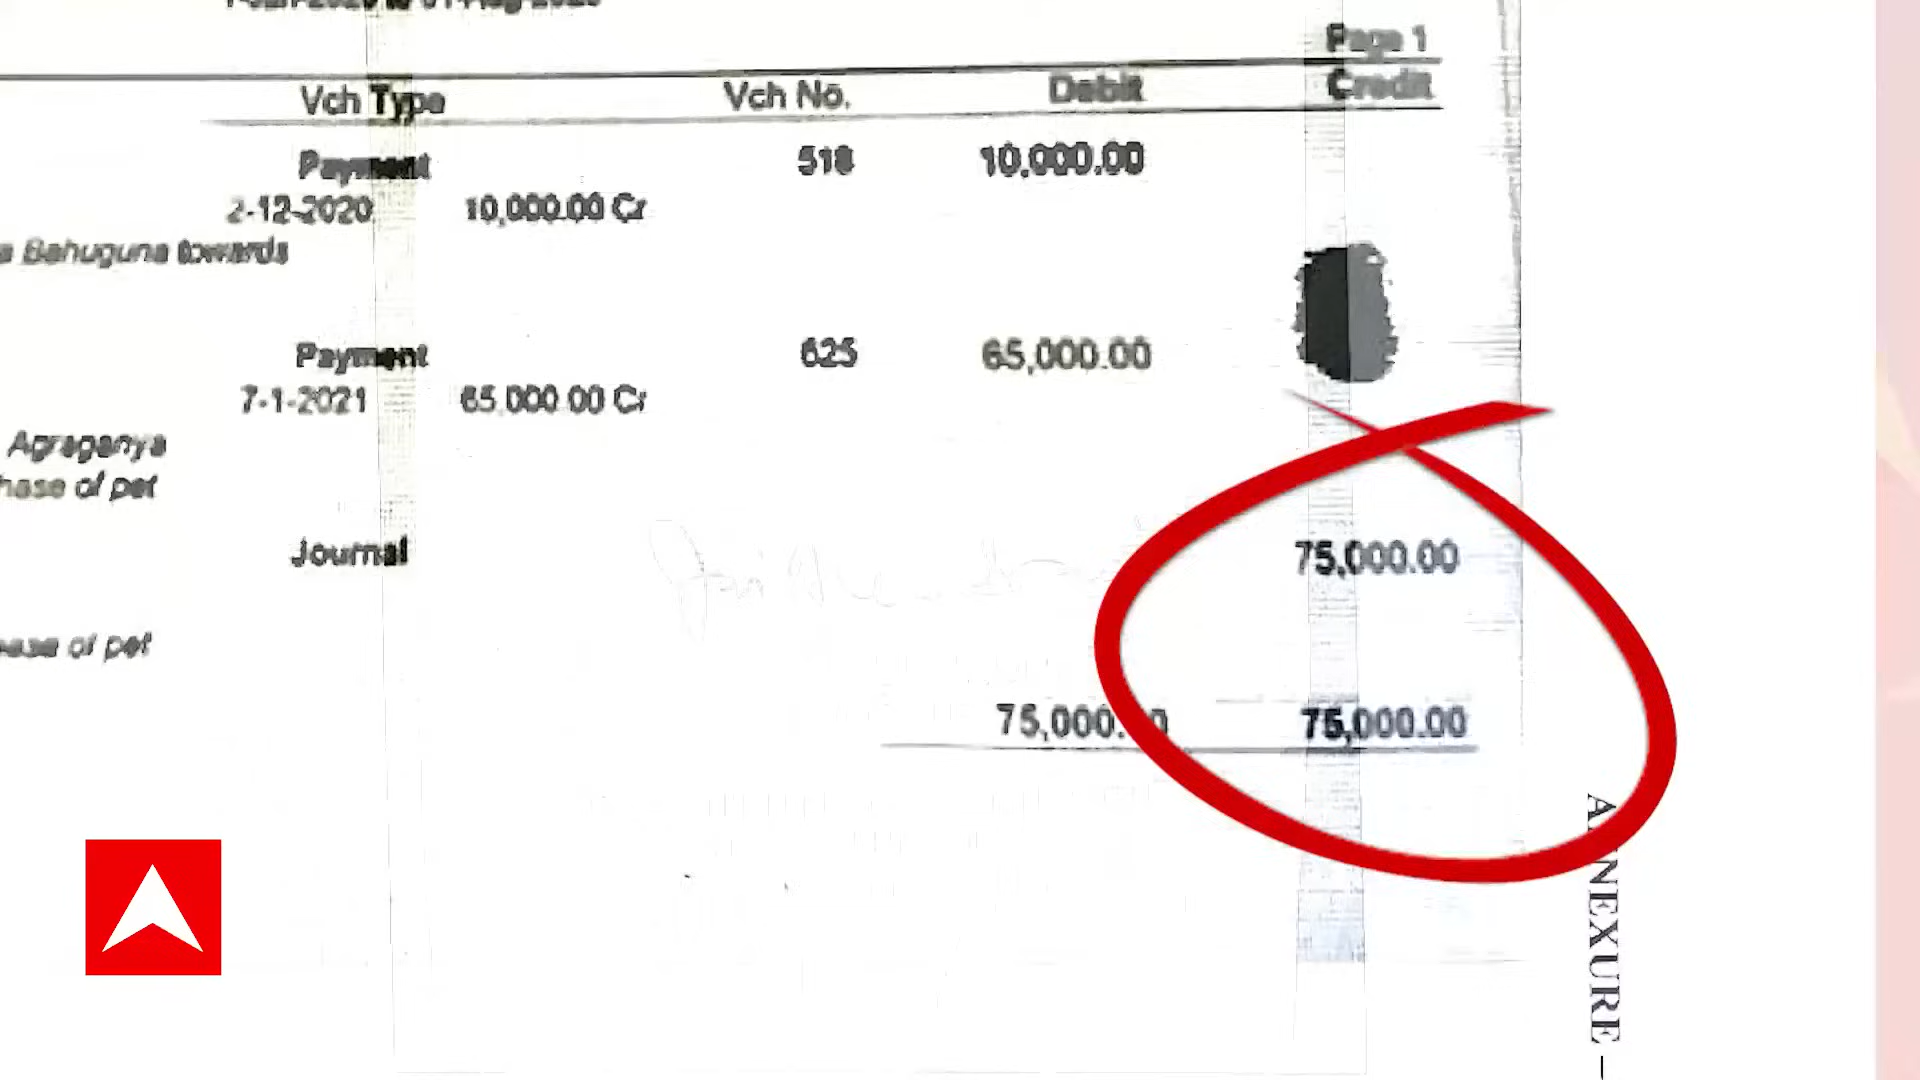 Page 1
Vch Type Vch No. Debit Credit
Payment 518 10,000.00
2-12-2020 10,000.00 Cr
Bahuguna towards
Payment 625 65,000.00
7-1-2021 65,000.00 Cr
Agraganya
hase of pet
Journal 75,000.00
of pet
75,000. 0 75,000.00
ANNEXURE –